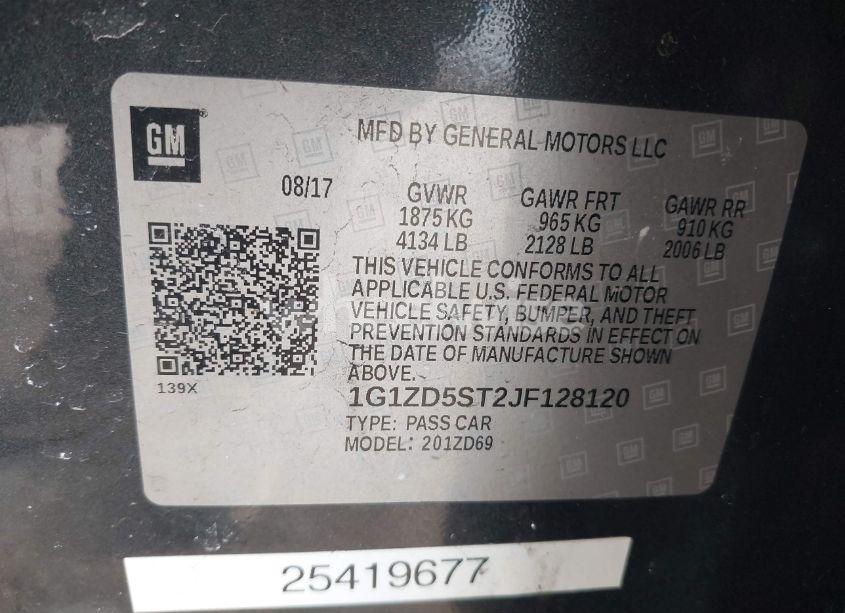 GM
MFD BY GENERAL MOTORS LLC
08/17
GVWR GAWR FRT GAWR RR
1875 KG 965 KG 910 KG
4134 LB 2128 LB 2006 LB
THIS VEHICLE CONFORMS TO ALL
APPLICABLE U.S. FEDERAL MOTOR
VEHICLE SAFETY, BUMPER, AND THEFT
PREVENTION STANDARDS IN EFFECT ON
THE DATE OF MANUFACTURE SHOWN
ABOVE.
139X
1G1ZD5ST2JF128120
TYPE: PASS CAR
MODEL: 201ZD69
25419677